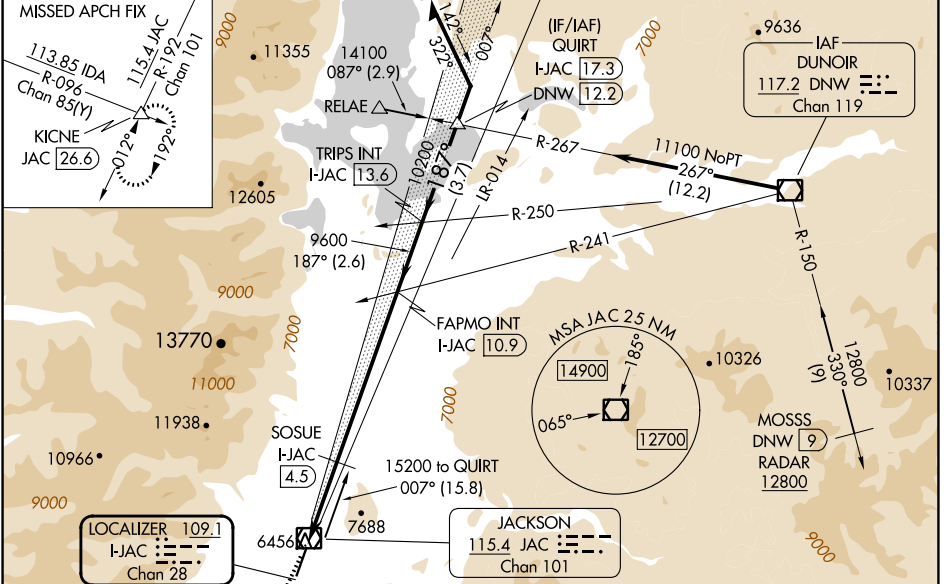 MISSED APCH FIX
113.85 IDA
R-096
Chan 85(Y)
115.4 JAC
R-192
Chan 101
KICNE
JAC 26.6
012°
192°
9000
11355
14100
087° (2.9)
RELAE
142°
322°
007°
(IF/IAF)
QUIRT
I-JAC 17.3
DNW 12.2
7000
9636
IAF
DUNOIR
117.2 DNW
Chan 119
TRIPS INT
I-JAC 13.6
10200
187°
(3.7)
LR-014
R-267
11100 NoPT
267°
(12.2)
12605
R-250
R-241
R-150
9600
187° (2.6)
9000
7000
13770
11000
FAPMO INT
I-JAC 10.9
MSA JAC 25 NM
185°
14900
065°
12700
10326
12800
330°
(9)
10337
7000
11938
10966
9000
SOSUE
I-JAC
4.5
15200 to QUIRT
007° (15.8)
MOSSS
DNW 9
RADAR
12800
9000
LOCALIZER 109.1
I-JAC
Chan 28
6456
7688
JACKSON
115.4 JAC
Chan 101